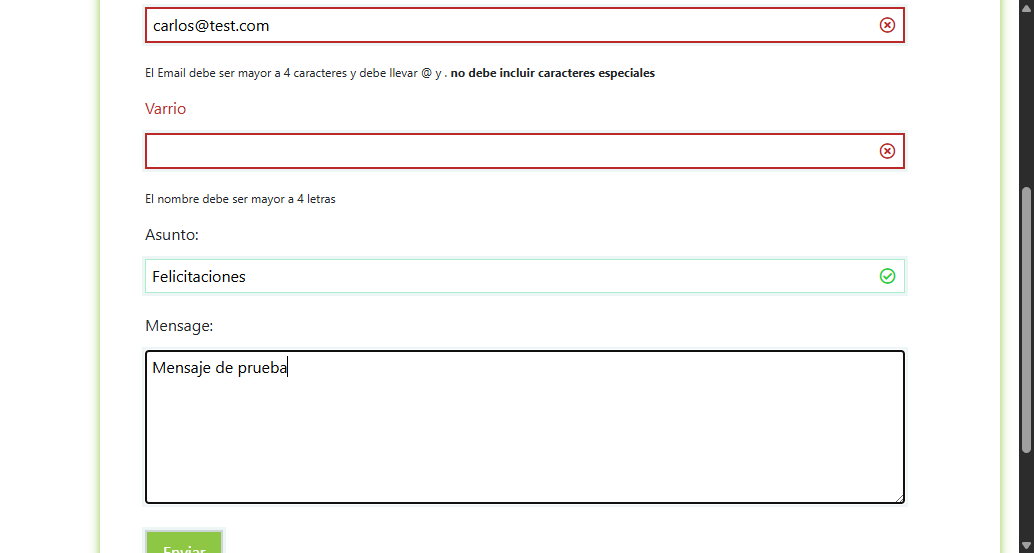 carlos@test.com
El Email debe ser mayor a 4 caracteres y debe llevar @ y . no debe incluir caracteres especiales
Varrio
El nombre debe ser mayor a 4 letras
Asunto:
Felicitaciones
Mensage:
Mensaje de prueba
Enviar